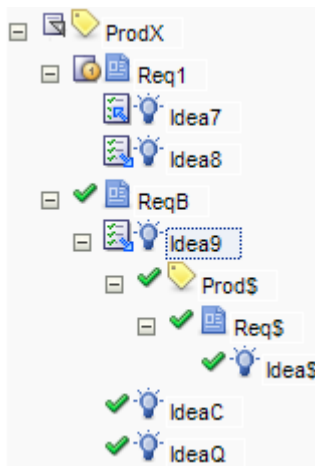 ProdX
Req1
Idea7
Idea8
ReqB
Idea9
Prod$
Req$
Idea$
IdeaC
IdeaQ